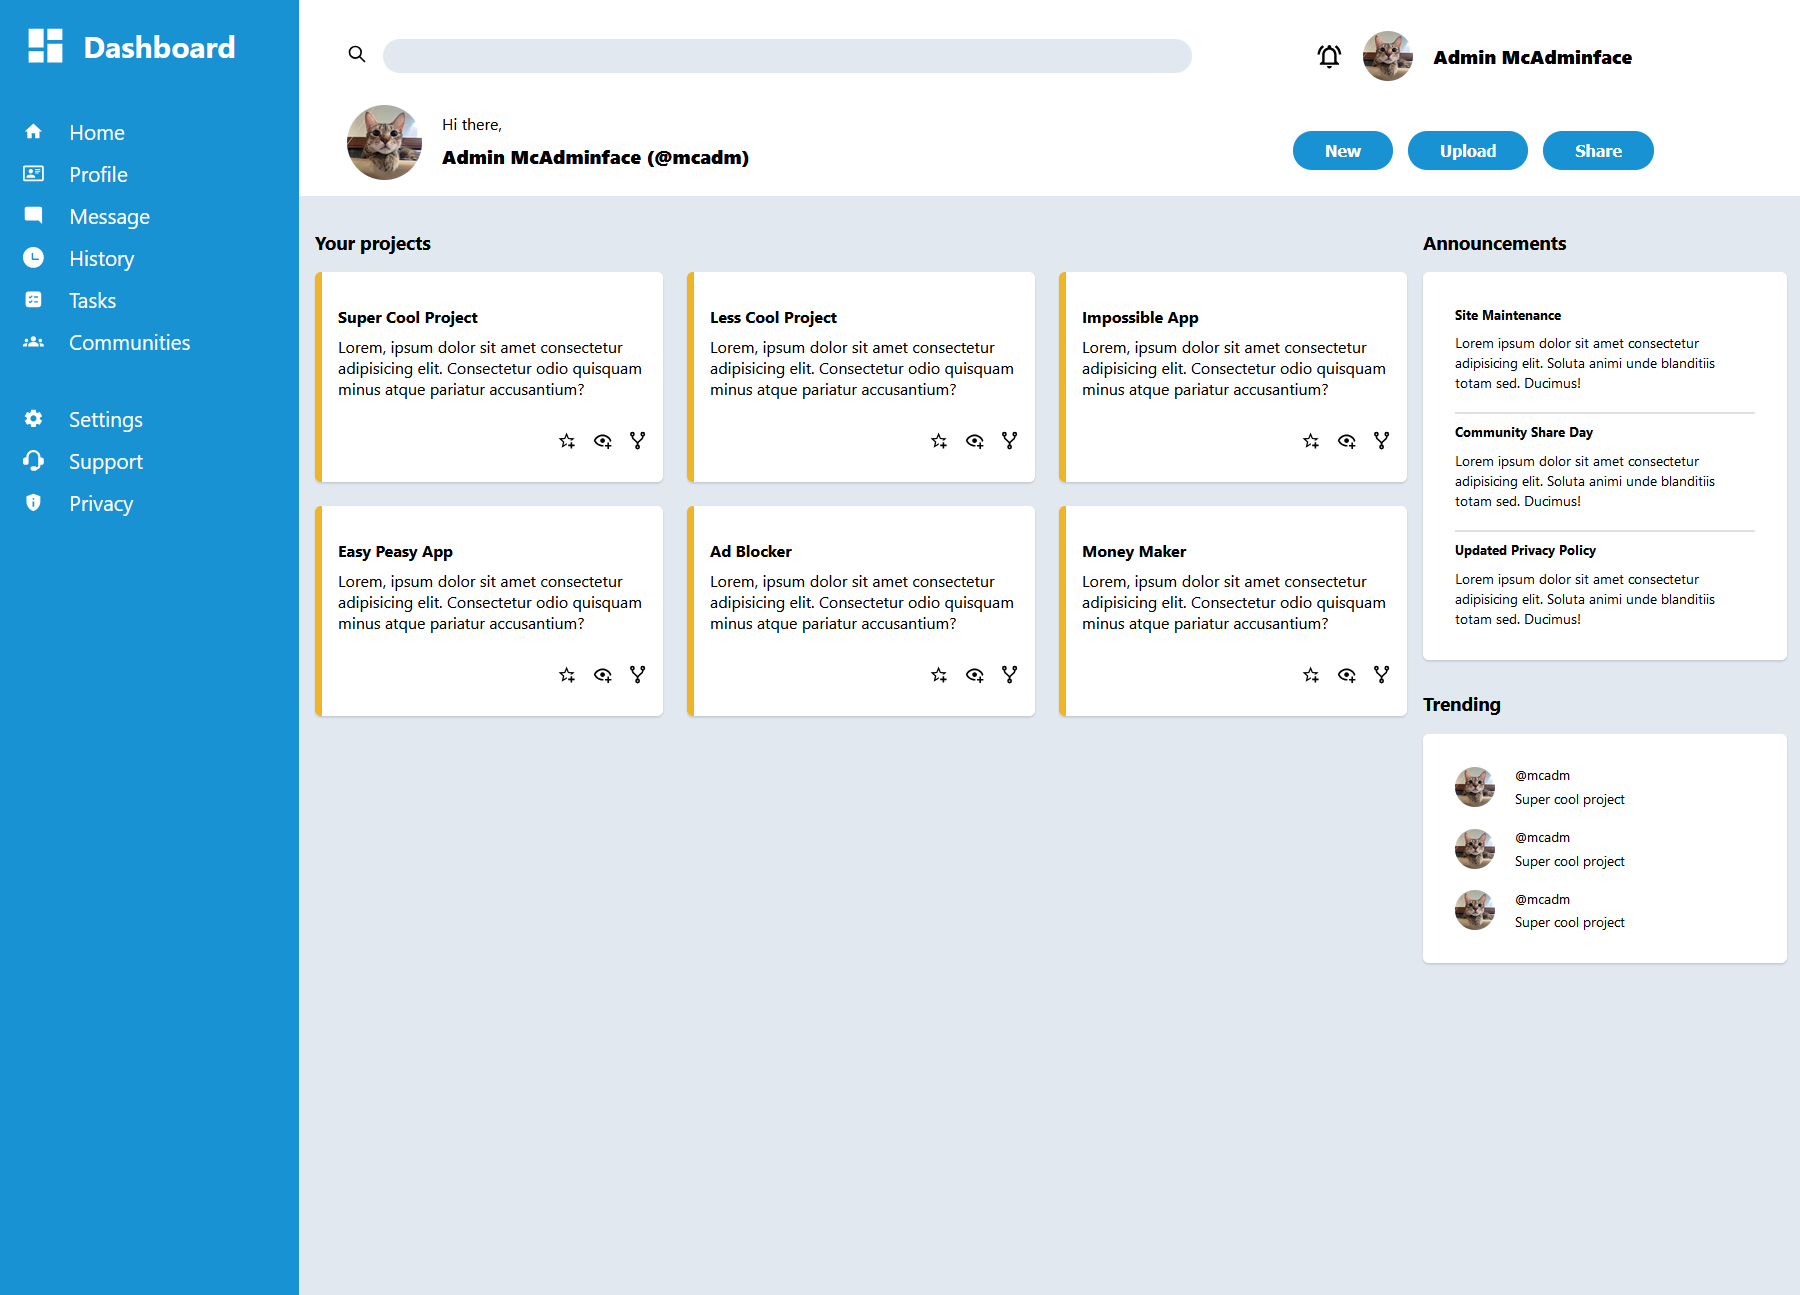 Dashboard
Home
Profile
Message
History
Tasks
Communities
Settings
Support
Privacy
Admin McAdminface
Hi there,
Admin McAdminface (@mcadm)
New
Upload
Share
Your projects
Super Cool Project
Lorem, ipsum dolor sit amet consectetur
adipisicing elit. Consectetur odio quisquam
minus atque pariatur accusantium?
Less Cool Project
Lorem, ipsum dolor sit amet consectetur
adipisicing elit. Consectetur odio quisquam
minus atque pariatur accusantium?
Impossible App
Lorem, ipsum dolor sit amet consectetur
adipisicing elit. Consectetur odio quisquam
minus atque pariatur accusantium?
Easy Peasy App
Lorem, ipsum dolor sit amet consectetur
adipisicing elit. Consectetur odio quisquam
minus atque pariatur accusantium?
Ad Blocker
Lorem, ipsum dolor sit amet consectetur
adipisicing elit. Consectetur odio quisquam
minus atque pariatur accusantium?
Money Maker
Lorem, ipsum dolor sit amet consectetur
adipisicing elit. Consectetur odio quisquam
minus atque pariatur accusantium?
Announcements
Site Maintenance
Lorem ipsum dolor sit amet consectetur
adipisicing elit. Soluta animi unde blanditiis
totam sed. Ducimus!
Community Share Day
Lorem ipsum dolor sit amet consectetur
adipisicing elit. Soluta animi unde blanditiis
totam sed. Ducimus!
Updated Privacy Policy
Lorem ipsum dolor sit amet consectetur
adipisicing elit. Soluta animi unde blanditiis
totam sed. Ducimus!
Trending
@mcadm
Super cool project
@mcadm
Super cool project
@mcadm
Super cool project